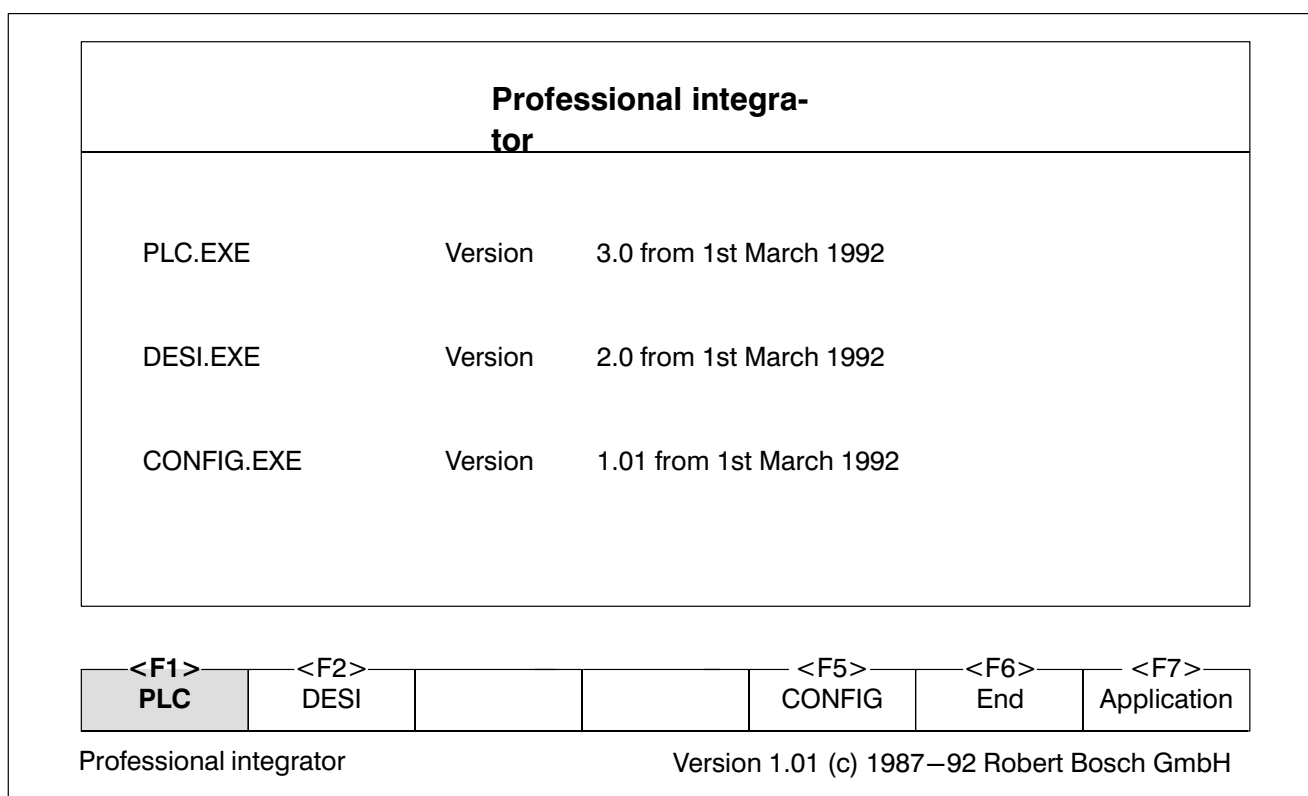 Professional integra-
tor
PLC.EXE Version 3.0 from 1st March 1992
DESI.EXE Version 2.0 from 1st March 1992
CONFIG.EXE Version 1.01 from 1st March 1992
<F1> <F2> <F5> <F6> <F7>
PLC DESI CONFIG End Application
Professional integrator Version 1.01 (c) 1987–92 Robert Bosch GmbH